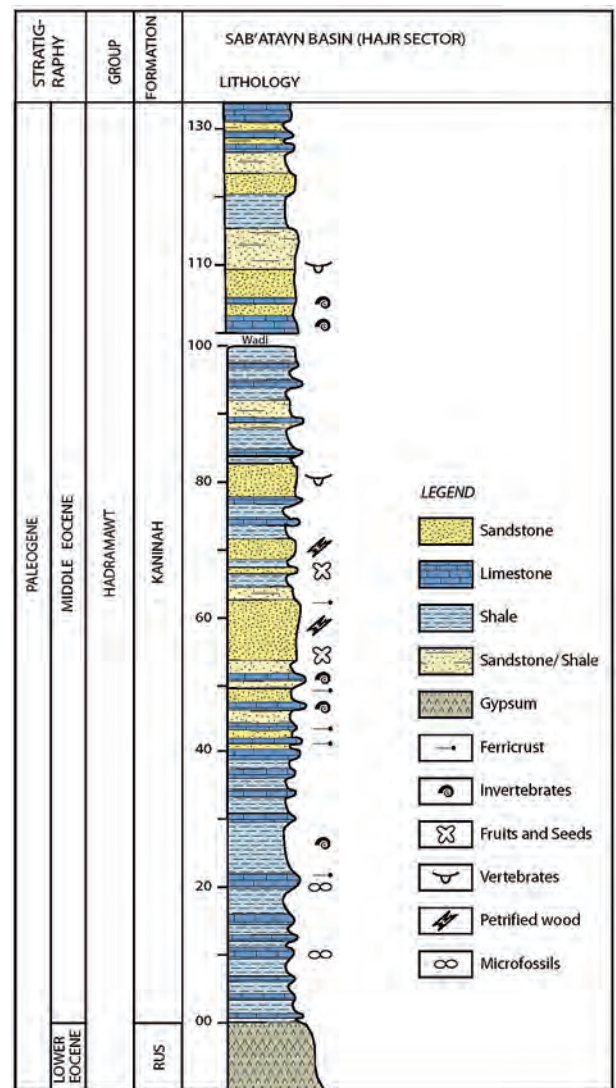 STRATIG-
RAPHY
GROUP
FORMATION
SAB'ATAYN BASIN (HAJR SECTOR)
LITHOLOGY
PALEOGENE
MIDDLE EOCENE
HADRAMAWT
KANINAH
130
110
100
Wadi
80
60
40
20
00
LOWER
EOCENE
RUS
LEGEND
Sandstone
Limestone
Shale
Sandstone/ Shale
Gypsum
Ferricrust
Invertebrates
Fruits and Seeds
Vertebrates
Petrified wood
Microfossils